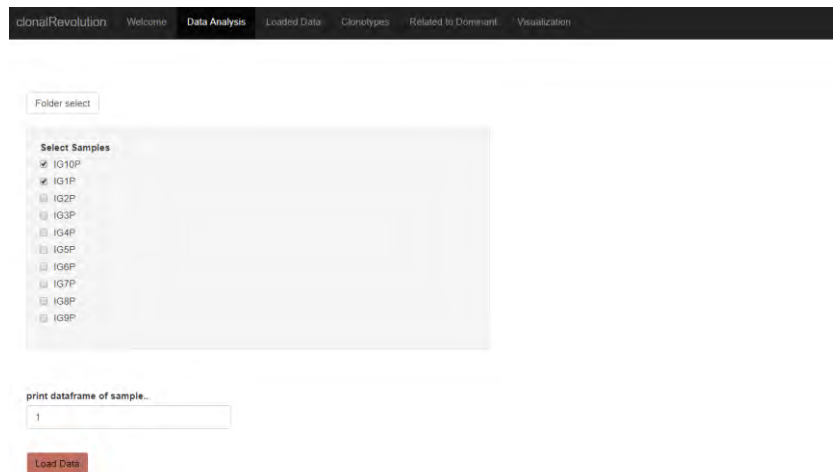 clonalRevolution Welcome Data Analysis Loaded Data Clonotypes Related to Dominant Visualization
Folder select
Select Samples
IG10P
IG1P
IG2P
IG3P
IG4P
IG5P
IG6P
IG7P
IG8P
IG9P
print dataframe of sample..
1
Load Data